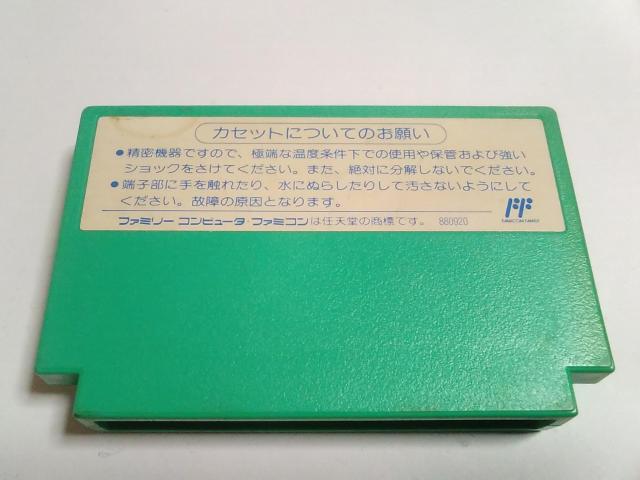 カセットについてのお願い
●精密機器ですので、極端な温度条件下での使用や保管および強い
ショックをさけてください。また、絶対に分解しないでください。
●端子部に手を触れたり、水にぬらしたりして汚さないようにして
ください。故障の原因となります。
ファミリー コンピュータ・ファミコンは任天堂の商標です。 880920
FF
FAMICOM FAMILY